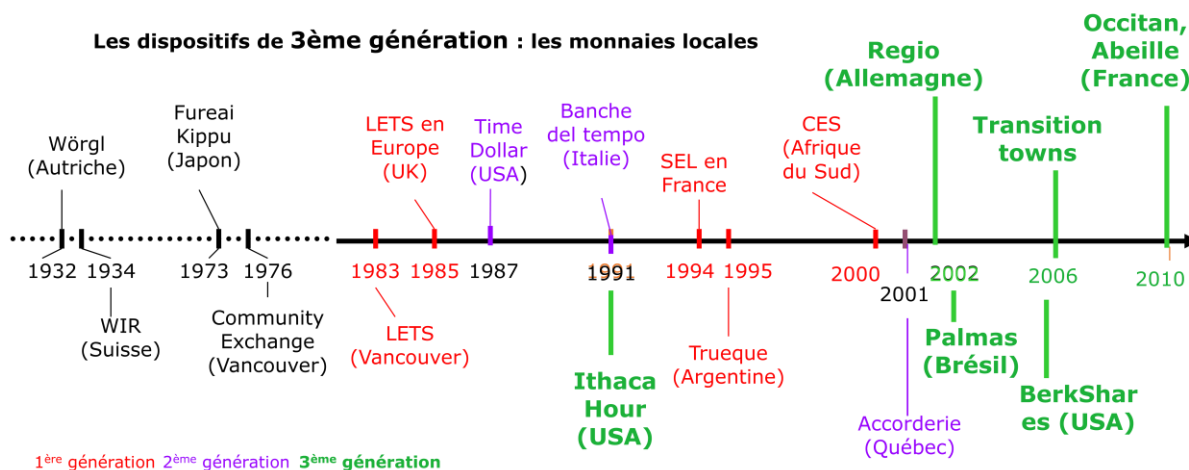 Les dispositifs de 3ème génération : les monnaies locales
Wörgl
(Autriche)
Fureai
Kippu
(Japon)
LETS en
Europe
(UK)
Time
Dollar
(USA)
Banche
del tempo
(Italie)
SEL en
France
CES
(Afrique
du Sud)
Regio
(Allemagne)
Transition
towns
Occitan,
Abeille
(France)
1932
1934
1973
1976
1983
1985
1987
1991
1994
1995
2000
2001
2002
2006
2010
WIR
(Suisse)
Community
Exchange
(Vancouver)
LETS
(Vancouver)
Ithaca
Hour
(USA)
Trueque
(Argentine)
Accorderie
(Québec)
Palmas
(Brésil)
BerkShar
es (USA)
1ère génération 2ème génération 3ème génération